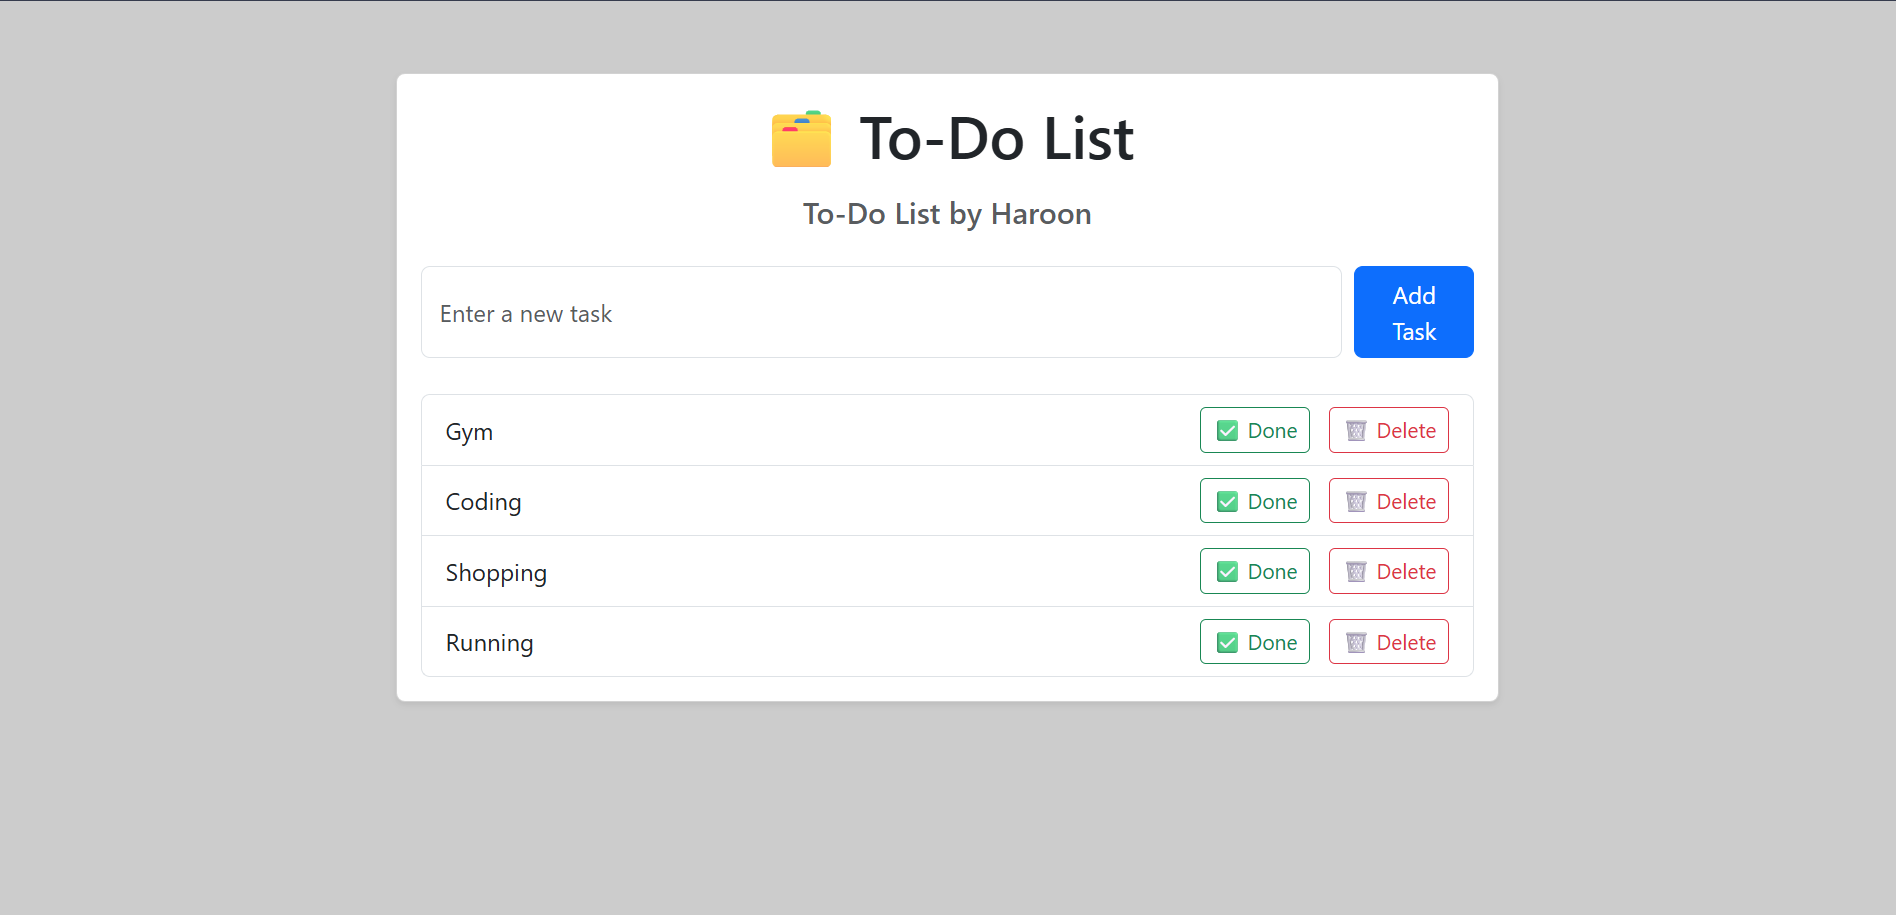 To-Do List
To-Do List by Haroon
Enter a new task
Add
Task
Gym Done Delete
Coding Done Delete
Shopping Done Delete
Running Done Delete